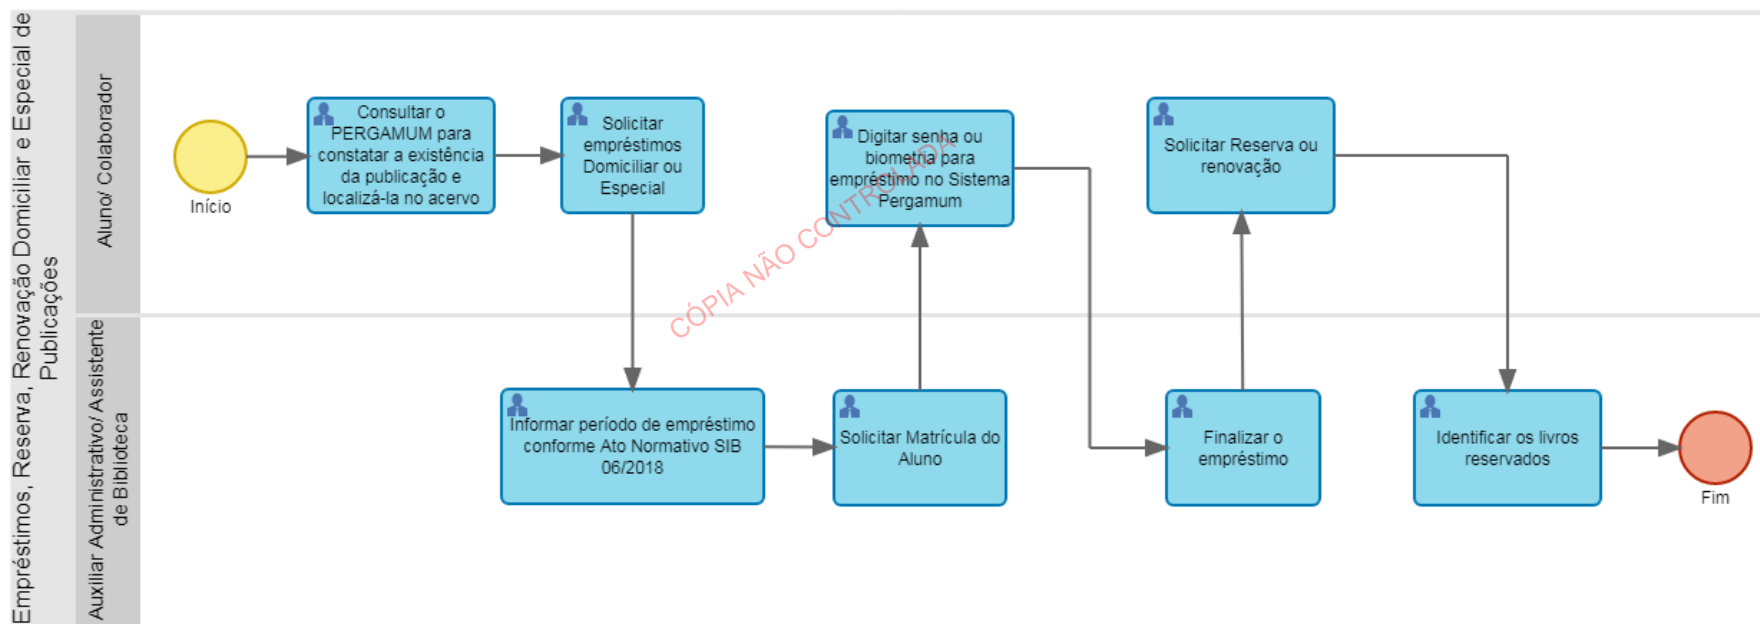 Empréstimos, Reserva, Renovação Domiciliar e Especial de
Publicações
Aluno/ Colaborador
Início
Consultar o
PERGAMUM para
constatar a existência
da publicação e
localizá-la no acervo
Solicitar
empréstimos
Domiciliar ou
Especial
Digitar senha ou
biometria para
empréstimo no Sistema
Pergamum
Solicitar Reserva ou
renovação
CÓPIA NÃO CONTROLADA
Auxiliar Administrativo/ Assistente
de Biblioteca
Informar período de empréstimo
conforme Ato Normativo SIB
06/2018
Solicitar Matrícula do
Aluno
Finalizar o
empréstimo
Identificar os livros
reservados
Fim